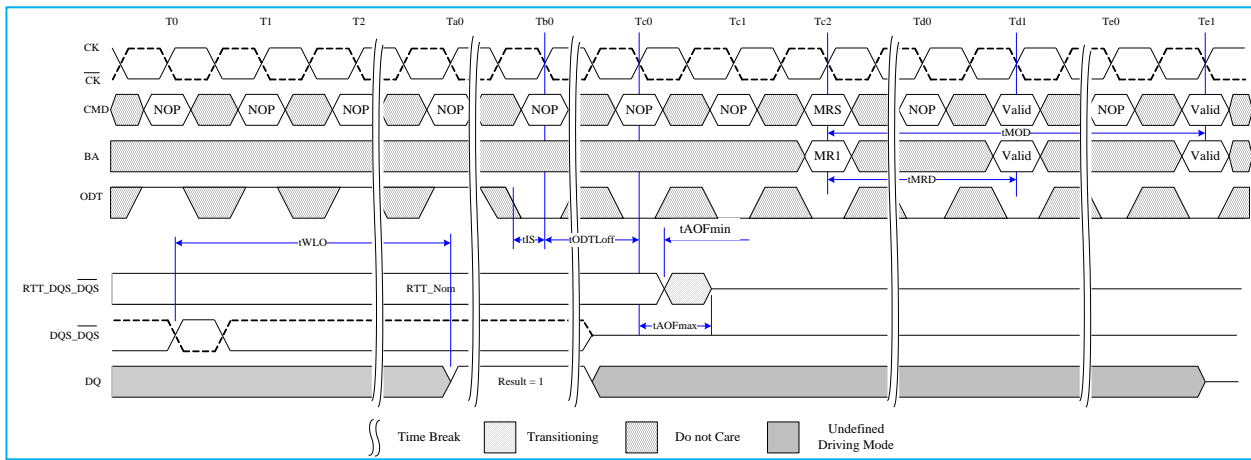 T0 T1 T2 Ta0 Tb0 Tc0 Tc1 Tc2 Td0 Td1 Te0 Te1
CK
CK
CMD NOP NOP NOP NOP NOP NOP NOP MRS NOP Valid NOP Valid
tMOD
BA MR1 Valid Valid
tMRD
ODT
tWLO tIS tODTLoff tAOFmin
RTT_DQS_DQS RTT_Nom
tAOFmax
DQS_DQS
DQ Result = 1
Time Break Transitioning Do not Care Undefined
Driving Mode